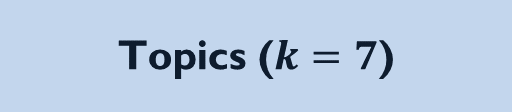 Topics (k = 7)